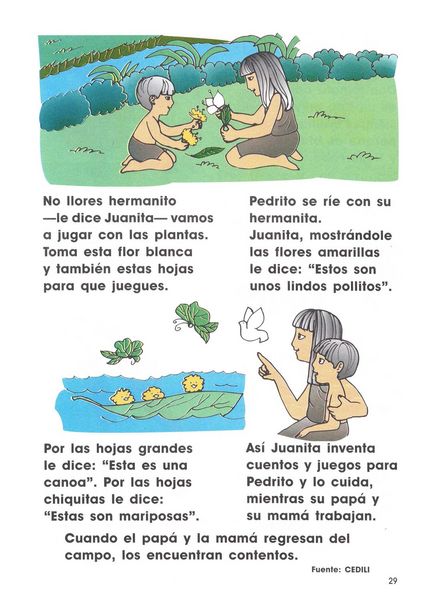 No llores hermanito
—le dice Juanita— vamos
a jugar con las plantas.
Toma esta flor blanca
y también estas hojas
para que juegues.
Pedrito se ríe con su
hermanita.
Juanita, mostrándole
las flores amarillas
le dice: “Estos son
unos lindos pollitos”.
Por las hojas grandes
le dice: “Esta es una
canoa”. Por las hojas
chiquitas le dice:
“Estas son mariposas”.
Así Juanita inventa
cuentos y juegos para
Pedrito y lo cuida,
mientras su papá y
su mamá trabajan.
Cuando el papá y la mamá regresan del
campo, los encuentran contentos.
Fuente: CEDILI
29